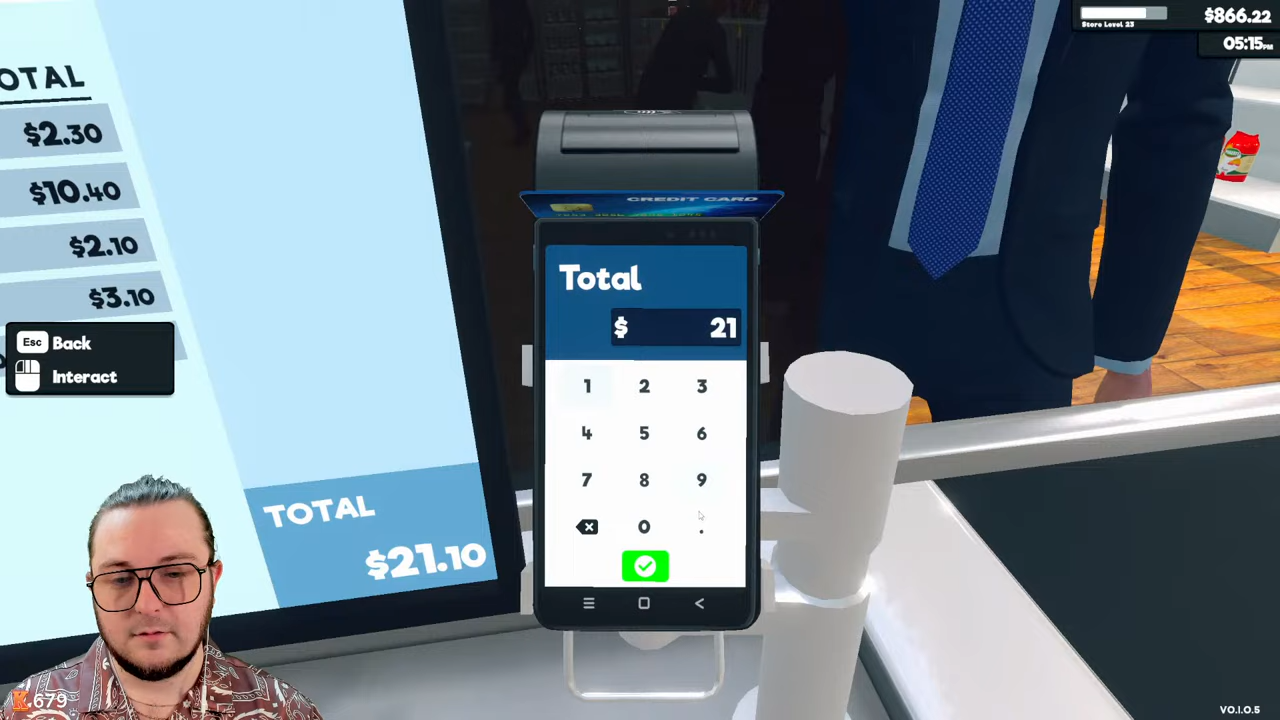 $866.22
Store Level 23
05:15PM
OTAL
$2.30
$10.40
$2.10
$3.10
Esc Back
Interact
CREDIT CARD
Total
$ 21
1 2 3
4 5 6
7 8 9
0 .
TOTAL
$21.10
K.679
V0.1.0.5